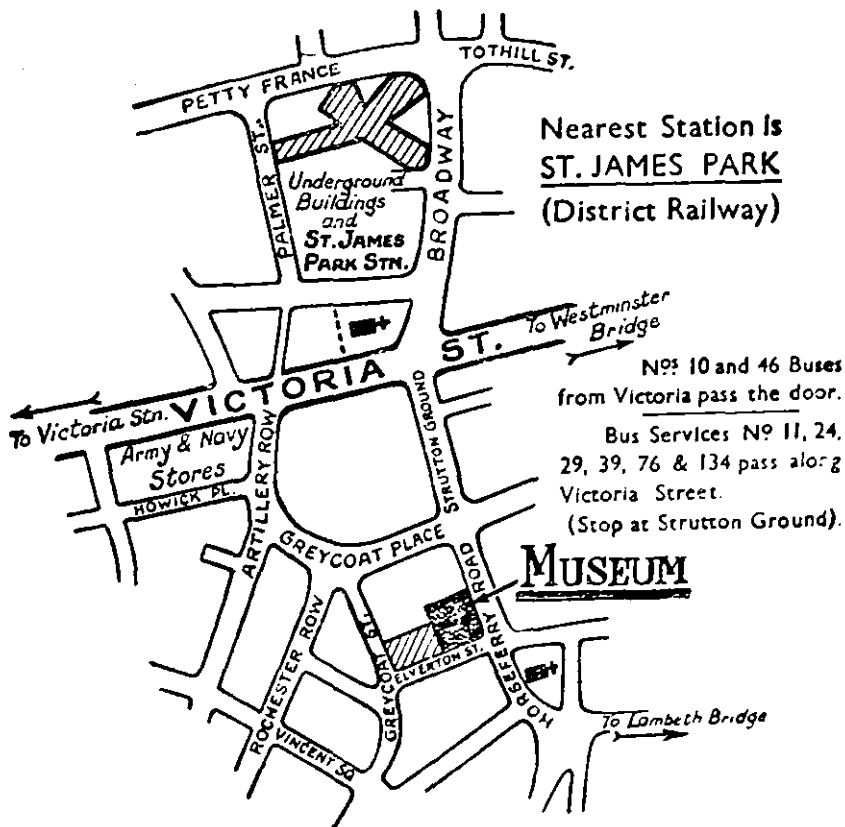 TOTHILL ST.
PETTY FRANCE
PALMER ST.
BROADWAY
Nearest Station is
ST. JAMES PARK
(District Railway)
Underground
Buildings
and
ST. JAMES
PARK STN.
To Westminster
Bridge
VICTORIA ST.
To Victoria Stn.
Nos 10 and 46 Buses
from Victoria pass the door.
Bus Services No 11, 24,
29, 39, 76 & 134 pass along
Victoria Street.
(Stop at Strutton Ground).
Army & Navy
Stores
HOWICK PL.
ARTILLERY ROW
STRUTTON GROUND
GREYCOAT PLACE
MUSEUM
HORSEFERRY ROAD
GREYCOAT ST.
ELVERTON ST.
ROCHESTER ROW
VINCENT SQ
To Lambeth Bridge